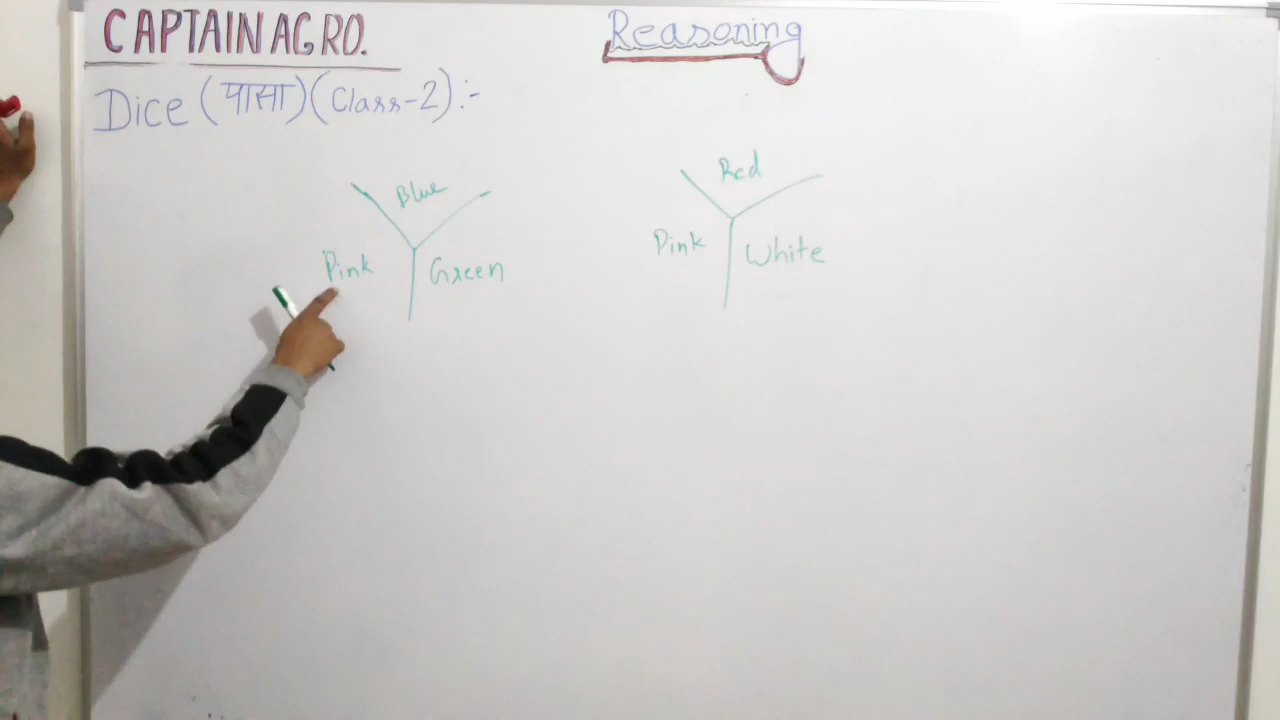 CAPTAIN AGRO.
Reasoning
Dice (पासा) (Class-2):-
Blue
Pink Green
Red
Pink White